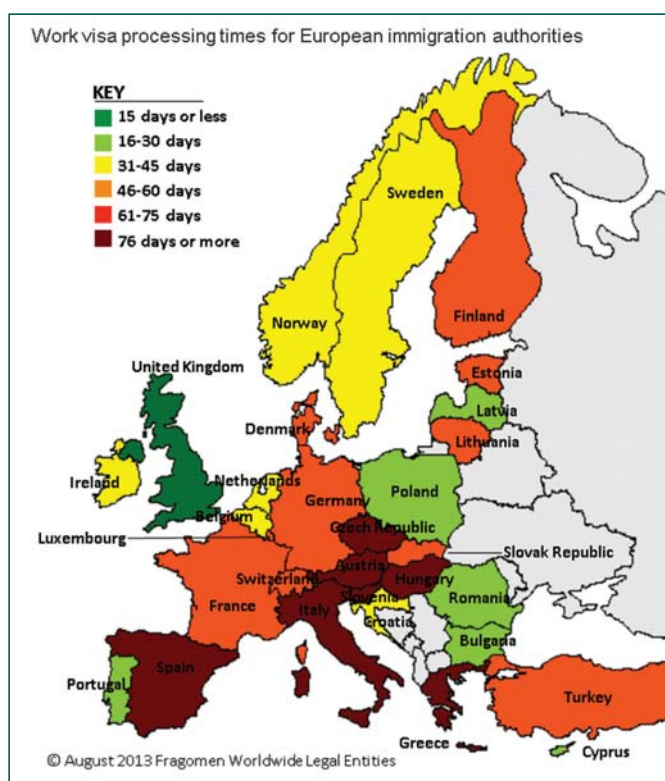 Work visa processing times for European immigration authorities
KEY
15 days or less
16-30 days
31-45 days
46-60 days
61-75 days
76 days or more
Sweden
Finland
Norway
United Kingdom
Estonia
Denmark
Latvia
Lithuania
Ireland
Netherlands
Germany
Poland
Belgium
Czech Republic
Luxembourg
Slovak Republic
Austria
Switzerland
Hungary
Slovenia
Romania
France
Italy
Croatia
Bulgaria
Spain
Portugal
Turkey
Greece
Cyprus
© August 2013 Fragomen Worldwide Legal Entities